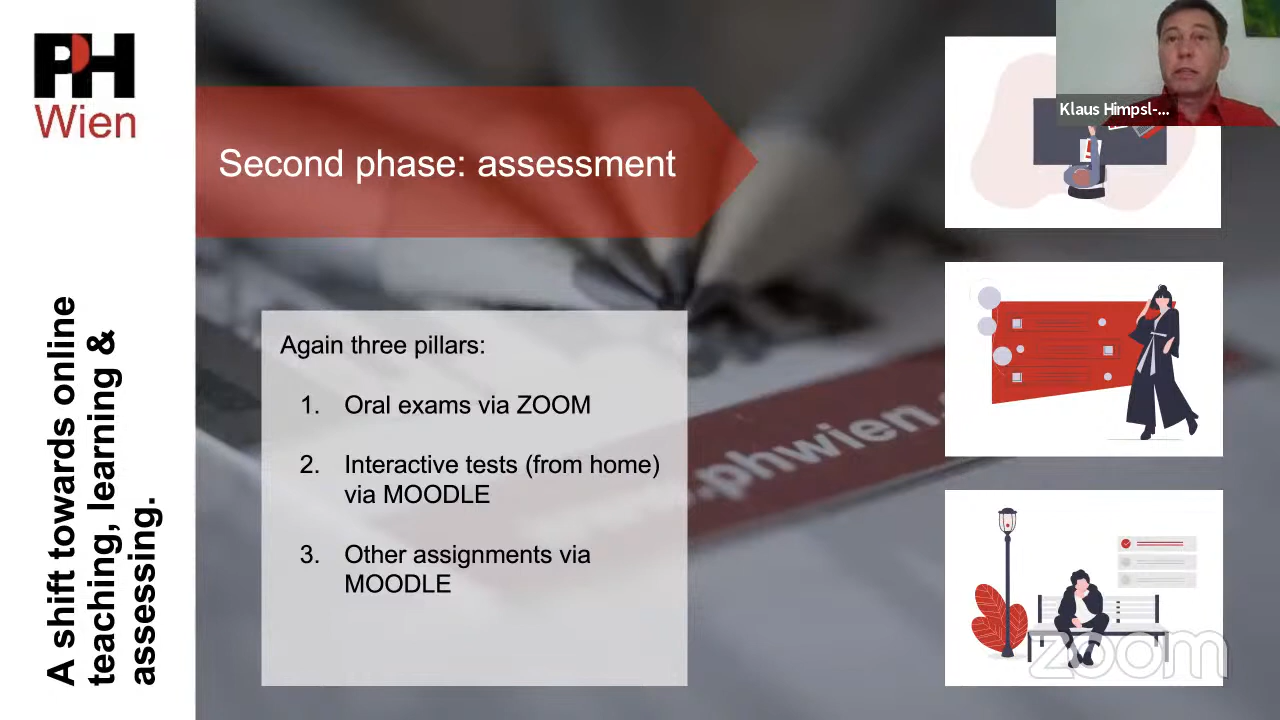 PH
Wien
A shift towards online
teaching, learning &
assessing.
Second phase: assessment
Again three pillars:
1. Oral exams via ZOOM
2. Interactive tests (from home)
via MOODLE
3. Other assignments via
MOODLE
.phwien.
Klaus Himpsl-...
zoom